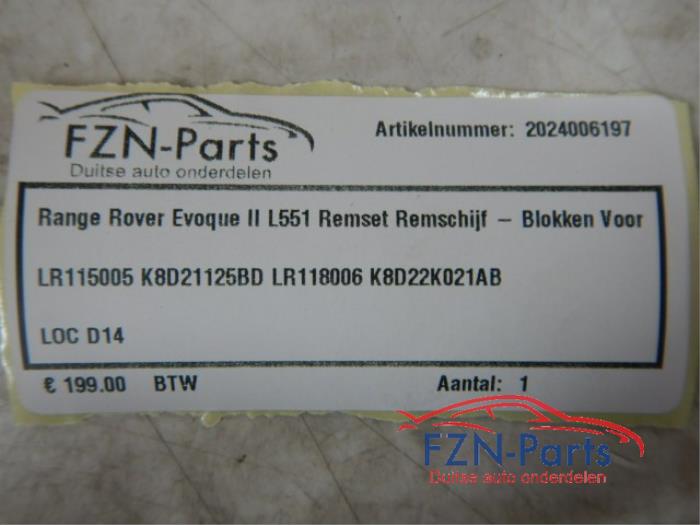 FZN-Parts
Duitse auto onderdelen
Artikelnummer: 2024006197
Range Rover Evoque II L551 Remset Remschijf – Blokken Voor
LR115005 K8D21125BD LR118006 K8D22K021AB
LOC D14
€ 199.00 BTW Aantal: 1
FZN-Parts
Duitse auto onderdelen